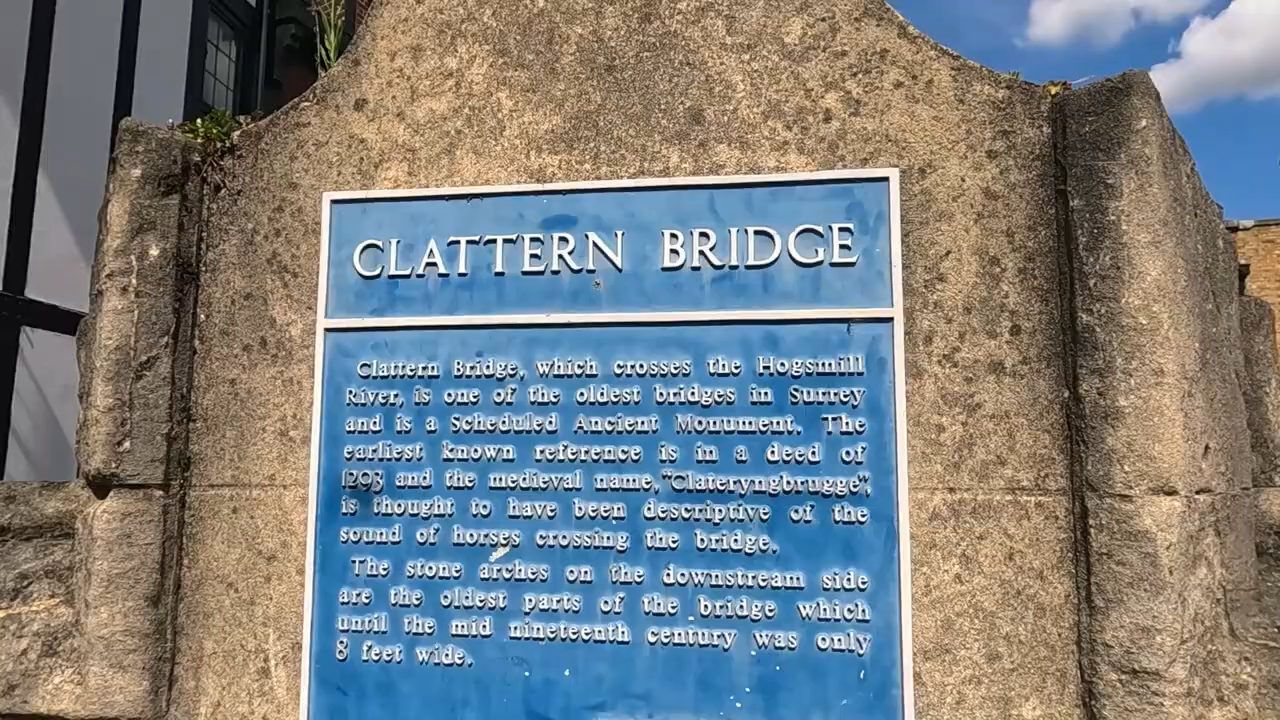 CLATTERN BRIDGE
Clattern Bridge, which crosses the Hogsmill
River, is one of the oldest bridges in Surrey
and is a Scheduled Ancient Monument. The
earliest known reference is in a deed of
1293 and the medieval name, "Clateryngbrugge",
is thought to have been descriptive of the
sound of horses crossing the bridge.
The stone arches on the downstream side
are the oldest parts of the bridge which
until the mid nineteenth century was only
8 feet wide.